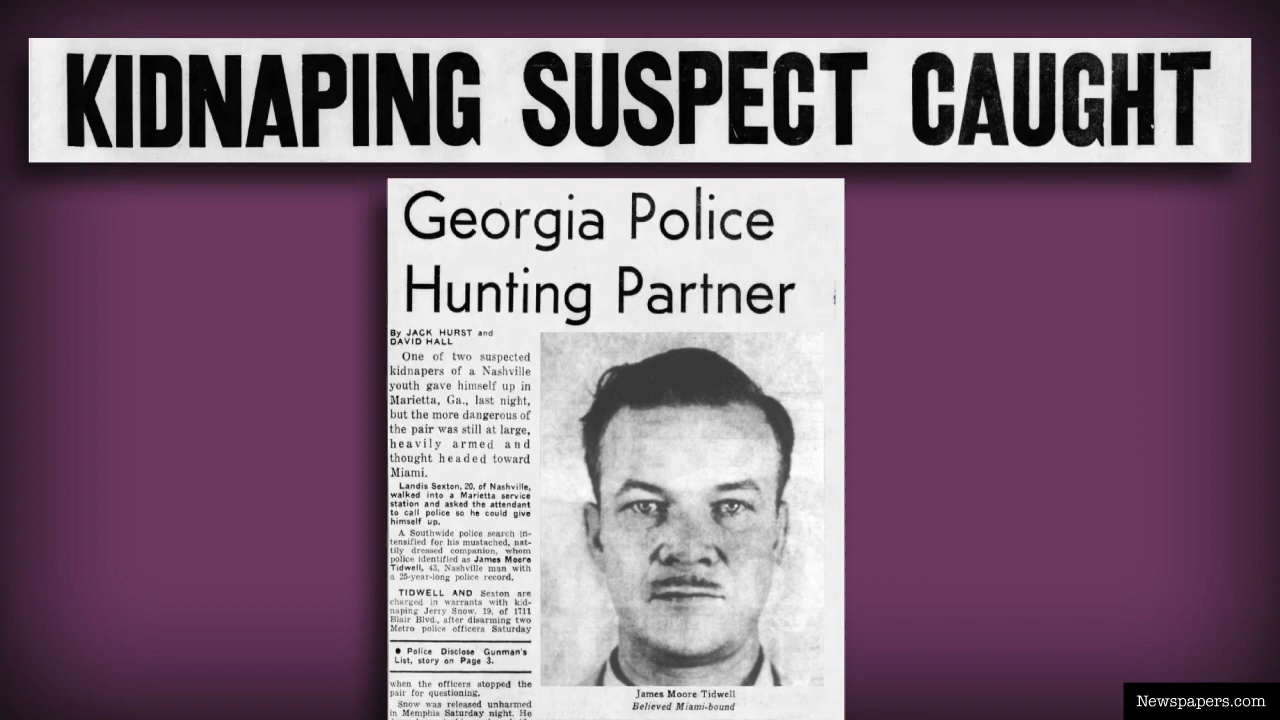 KIDNAPING SUSPECT CAUGHT
Georgia Police
Hunting Partner
By JACK HURST and
DAVID HALL
One of two suspected
kidnapers of a Nashville
youth gave himself up in
Marietta, Ga., last night,
but the more dangerous of
the pair was still at large,
heavily armed and
thought headed toward
Miami.
Landis Sexton, 20, of Nashville,
walked into a Marietta service
station and asked the attendant
to call police so he could give
himself up.
A Southwide police search in-
tensified for his mustached, nat-
tily dressed companion, whom
police identified as James Moore
Tidwell, 43, Nashville man with
a 25-year-long police record.
TIDWELL AND Sexton are
charged in warrants with kid-
naping Jerry Snow, 19, of 1711
Blair Blvd., after disarming two
Metro police officers Saturday
● Police Disclose Gunman's
List, story on Page 3.
when the officers stopped the
pair for questioning.
Snow was released unharmed
in Memphis Saturday night. He
James Moore Tidwell
Believed Miami-bound
Newspapers.com